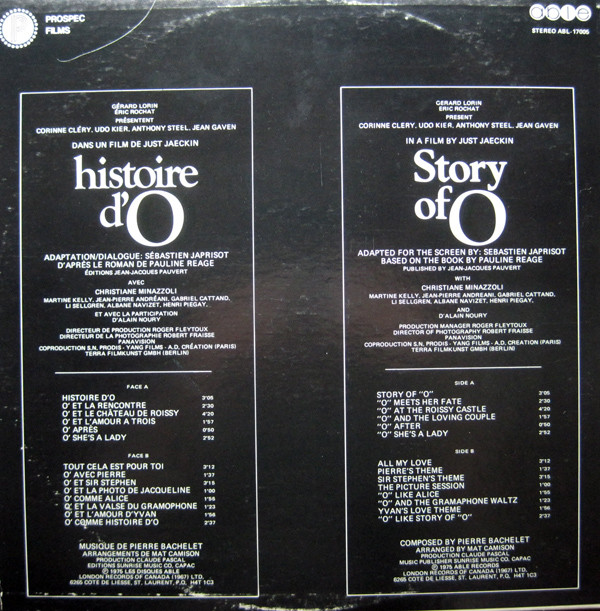 PROSPEC
FILMS
able
STEREO ABL-17005
GÉRARD LORIN
ÉRIC ROCHAT
PRÉSENTENT
CORINNE CLÉRY, UDO KIER, ANTHONY STEEL, JEAN GAVEN
DANS UN FILM DE JUST JAECKIN
histoire
d'O
ADAPTATION/DIALOGUE: SÉBASTIEN JAPRISOT
D'APRÈS LE ROMAN DE PAULINE REAGE
ÉDITIONS JEAN-JACQUES PAUVERT
AVEC
CHRISTIANE MINAZZOLI
MARTINE KELLY, JEAN-PIERRE ANDRÉANI, GABRIEL CATTAND,
LI SELLGREN, ALBANE NAVIZET, HENRI PIEGAY,
ET AVEC LA PARTICIPATION
D'ALAIN NOURY
DIRECTEUR DE PRODUCTION ROGER FLEYTOUX
DIRECTEUR DE LA PHOTOGRAPHIE ROBERT FRAISSE
PANAVISION
COPRODUCTION S.N. PRODIS - YANG FILMS - A.D. CRÉATION (PARIS)
TERRA FILMKUNST GMBH (BERLIN)
FACE A
HISTOIRE D'O 3'05
O' ET LA RENCONTRE 2'30
O' ET LE CHÂTEAU DE ROISSY 4'20
O' ET L'AMOUR A TROIS 1'57
O' APRÈS 0'50
O' SHE'S A LADY 2'52
FACE B
TOUT CELA EST POUR TOI 3'12
O' AVEC PIERRE 1'37
O' ET SIR STEPHEN 3'15
O' ET LA PHOTO DE JACQUELINE 1'00
O' COMME ALICE 1'55
O' ET LA VALSE DU GRAMOPHONE 1'23
O' ET L'AMOUR D'YVAN 1'56
O' COMME HISTOIRE D'O 2'37
MUSIQUE DE PIERRE BACHELET
ARRANGEMENTS DE MAT CAMISON
PRODUCTION CLAUDE PASCAL
EDITIONS SUNRISE MUSIC CO, CAPAC
Ⓟ 1975 LES DISQUES ABLE
LONDON RECORDS OF CANADA (1967) LTD,
6265 COTE DE LIESSE, ST. LAURENT, P.Q. H4T 1C3
GERARD LORIN
ERIC ROCHAT
PRESENT
CORINNE CLERY, UDO KIER, ANTHONY STEEL, JEAN GAVEN
IN A FILM BY JUST JAECKIN
Story
of O
ADAPTED FOR THE SCREEN BY: SEBASTIEN JAPRISOT
BASED ON THE BOOK BY PAULINE REAGE
PUBLISHED BY JEAN-JACQUES PAUVERT
WITH
CHRISTIANE MINAZZOLI
MARTINE KELLY, JEAN-PIERRE ANDREANI, GABRIEL CATTAND,
LI SELLGREN, ALBANE NAVIZET, HENRI PIEGAY,
AND
D'ALAIN NOURY
PRODUCTION MANAGER ROGER FLEYTOUX
DIRECTOR OF PHOTOGRAPHY ROBERT FRAISSE
PANAVISION
COPRODUCTION S.N. PRODIS - YANG FILMS - A.D. CREATION (PARIS)
TERRA FILMKUNST GMBH (BERLIN)
SIDE A
STORY OF "O" 3'05
"O" MEETS HER FATE 2'30
"O" AT THE ROISSY CASTLE 4'20
"O" AND THE LOVING COUPLE 1'57
"O" AFTER 0'50
"O" SHE'S A LADY 2'52
SIDE B
ALL MY LOVE 3'12
PIERRE'S THEME 1'37
SIR STEPHEN'S THEME 3'15
THE PICTURE SESSION 1'00
"O" LIKE ALICE 1'55
"O" AND THE GRAMAPHONE WALTZ 1'23
YVAN'S LOVE THEME 1'56
"O" LIKE STORY OF "O" 2'37
COMPOSED BY PIERRE BACHELET
ARRANGED BY MAT CAMISON
PRODUCTION CLAUDE PASCAL
MUSIC PUBLISHER SUNRISE MUSIC CO, CAPAC
Ⓟ 1975 ABLE RECORDS
LONDON RECORDS OF CANADA (1967) LTD,
6265 COTE DE LIESSE, ST. LAURENT, P.Q. H4T 1C3